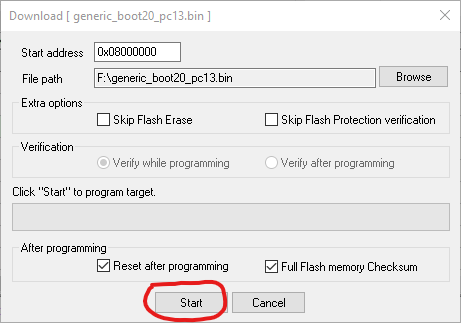 Download [ generic_boot20_pc13.bin ]
Start address 0x08000000
File path F:\generic_boot20_pc13.bin Browse
Extra options
Skip Flash Erase Skip Flash Protection verification
Verification
Verify while programming Verify after programming
Click "Start" to program target.
After programming
Reset after programming Full Flash memory Checksum
Start Cancel